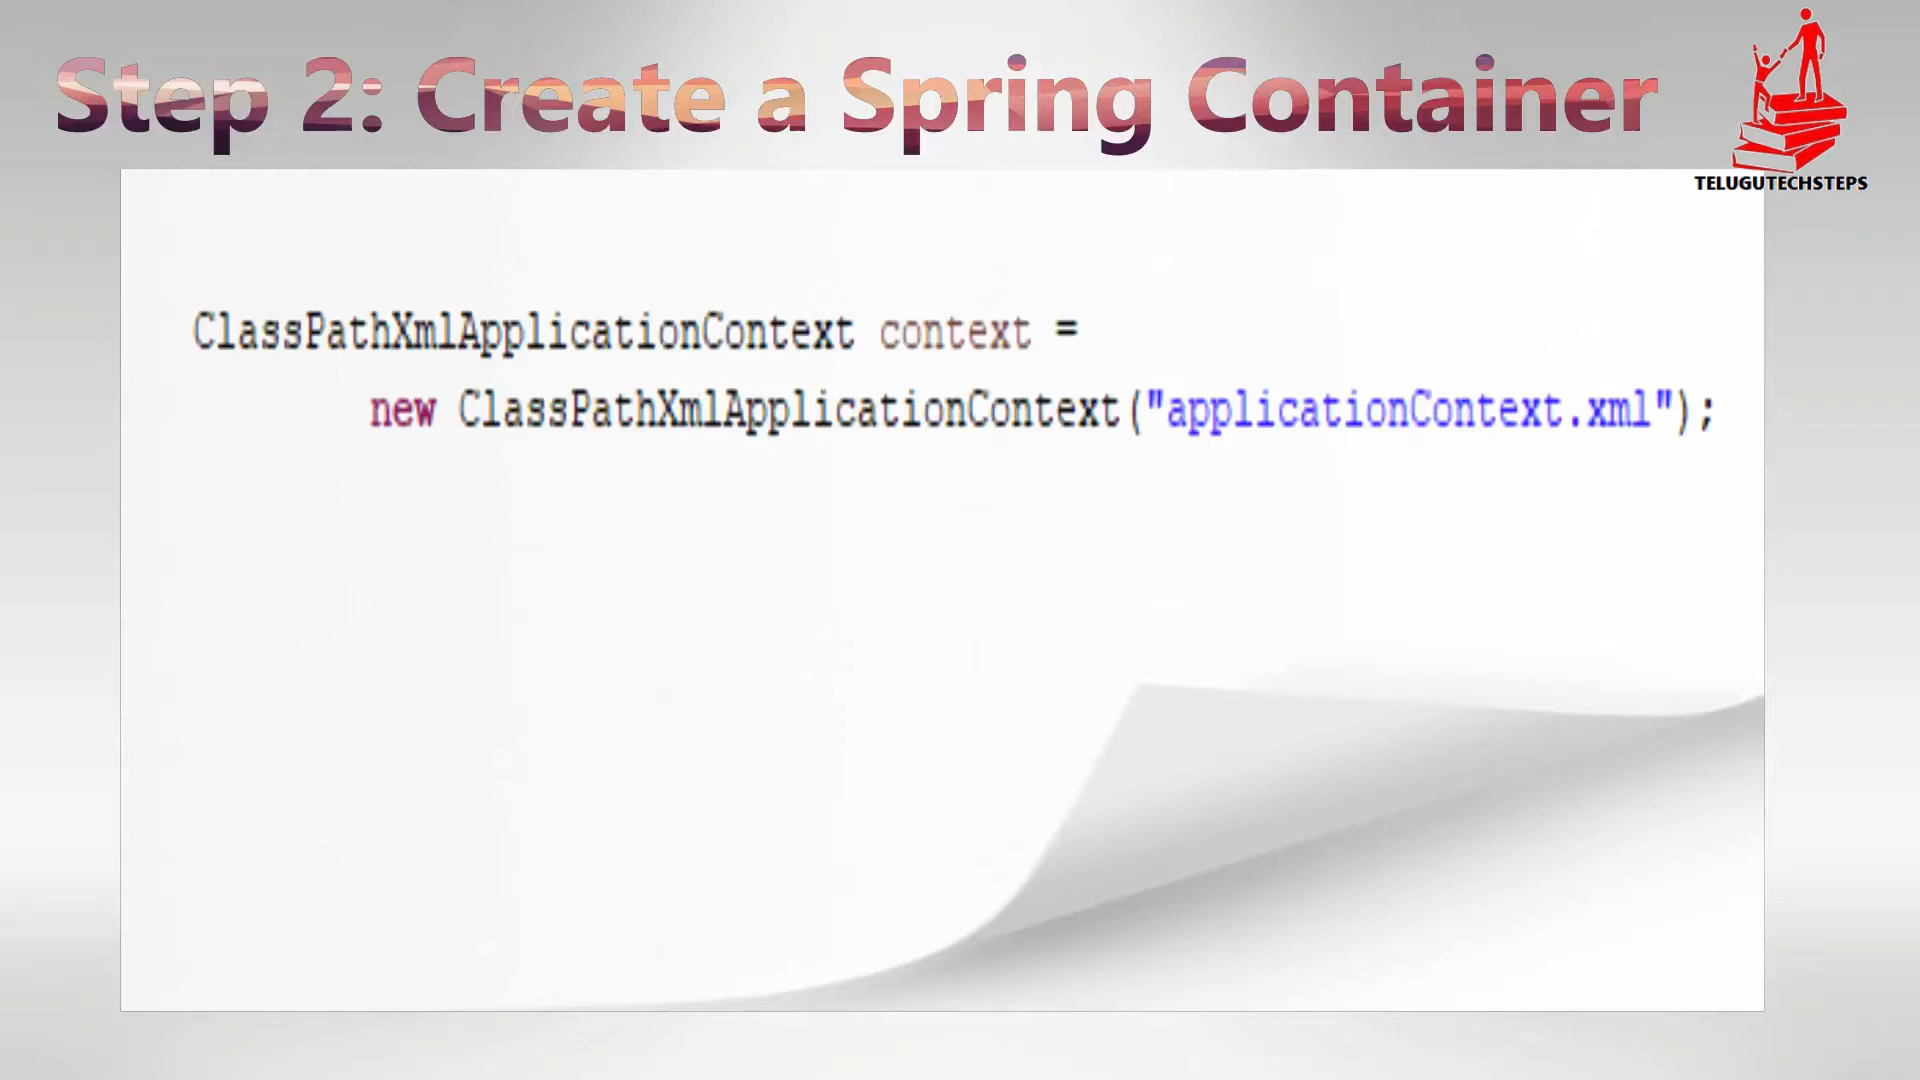 Step 2: Create a Spring Container
TELUGUTECHSTEPS
ClassPathXmlApplicationContext context =
new ClassPathXmlApplicationContext("applicationContext.xml");